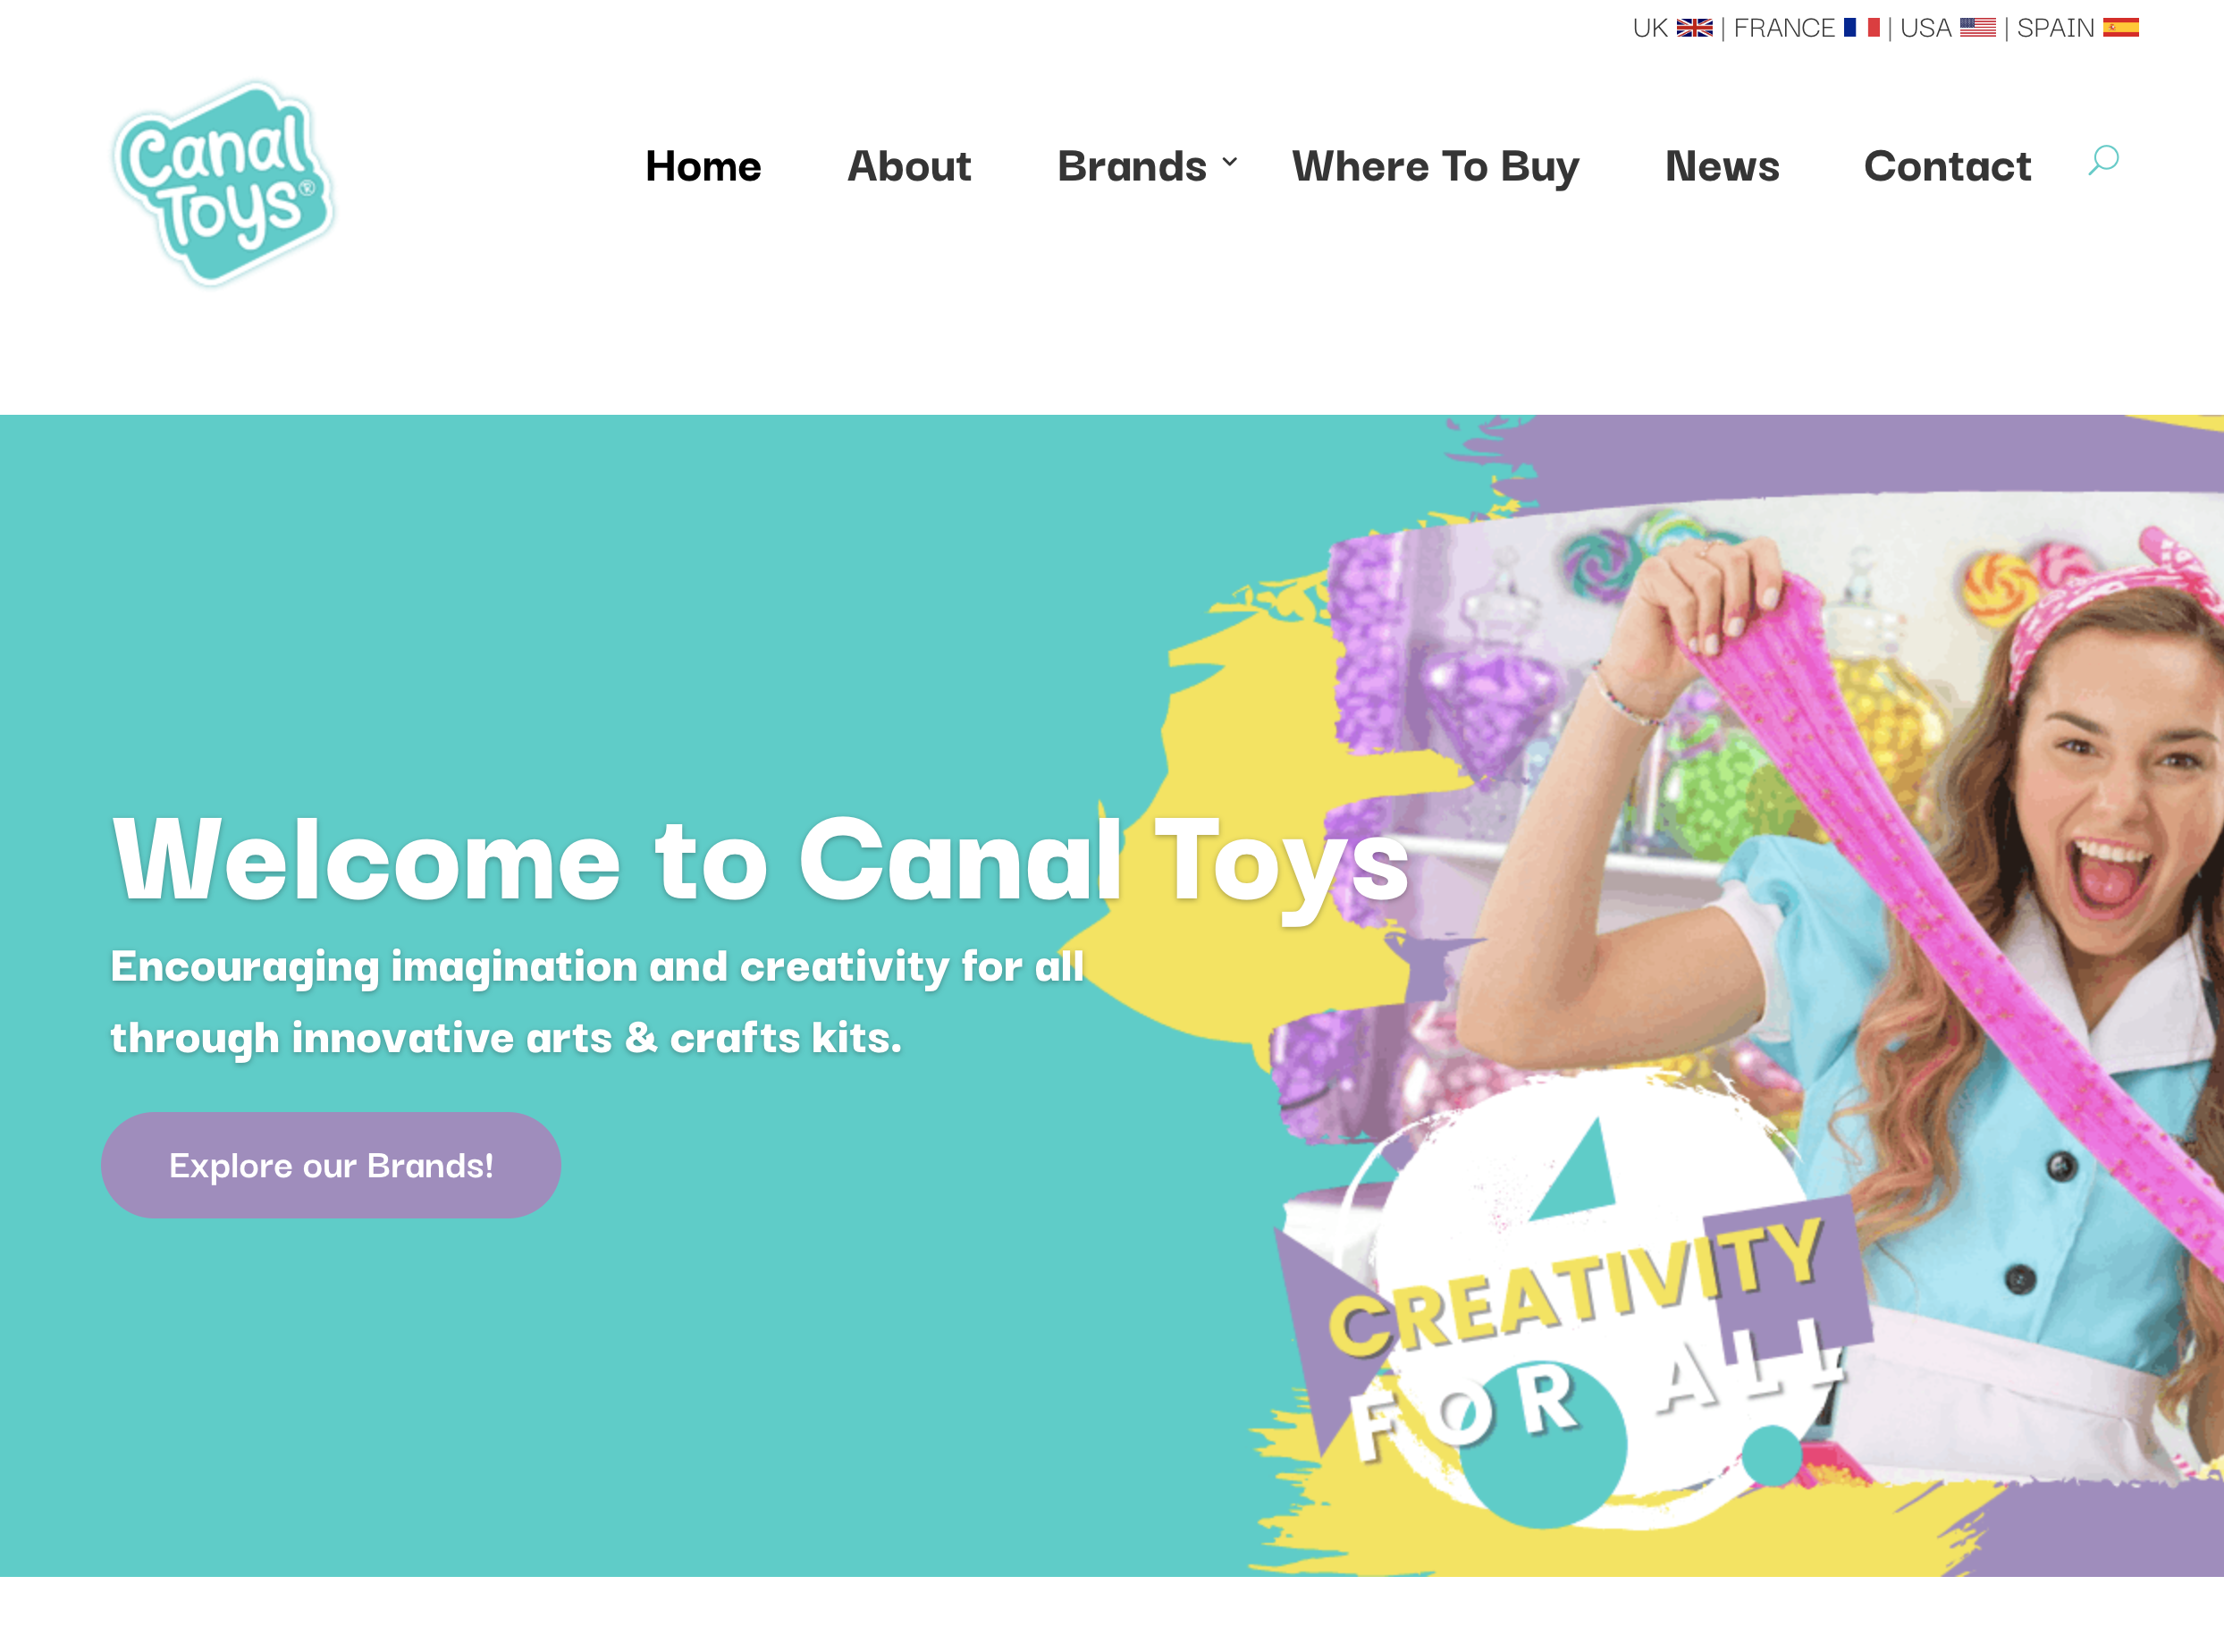 UK | FRANCE | USA | SPAIN
Canal
Toys®
Home About Brands Where To Buy News Contact
Welcome to Canal Toys
Encouraging imagination and creativity for all
through innovative arts & crafts kits.
Explore our Brands!
CREATIVITY
FOR ALL